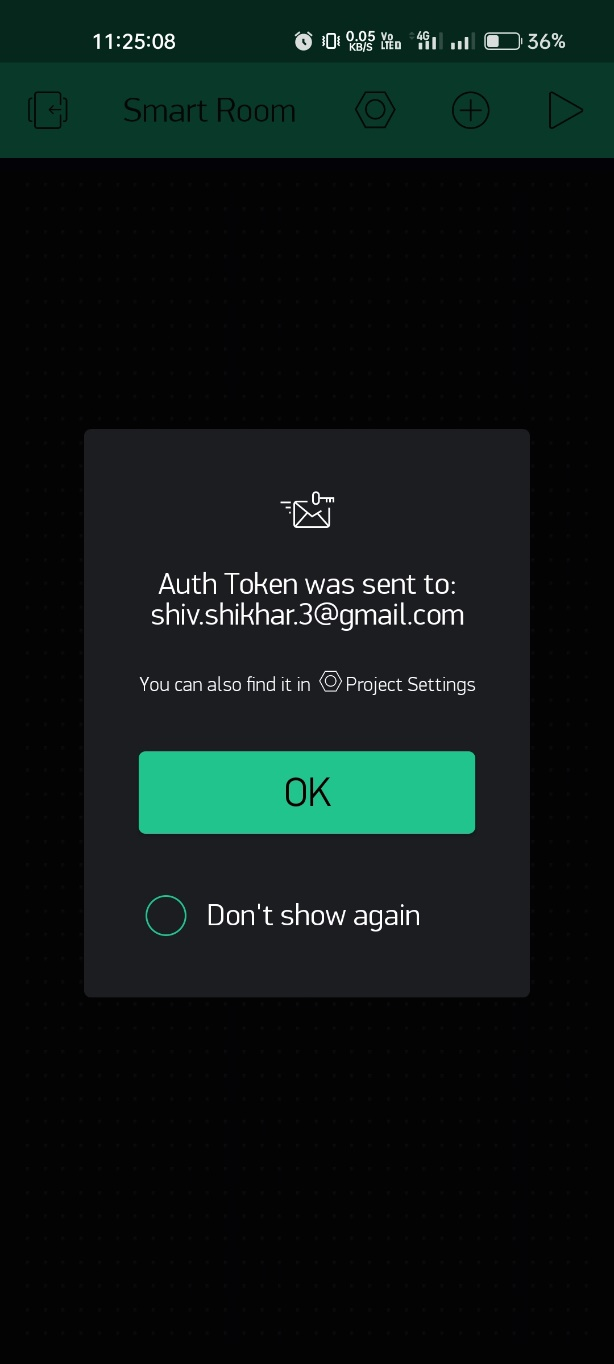 11:25:08 0.05 KB/S Vo LTE 4G 36%
Smart Room
Auth Token was sent to:
shiv.shikhar.3@gmail.com
You can also find it in Project Settings
OK
Don't show again